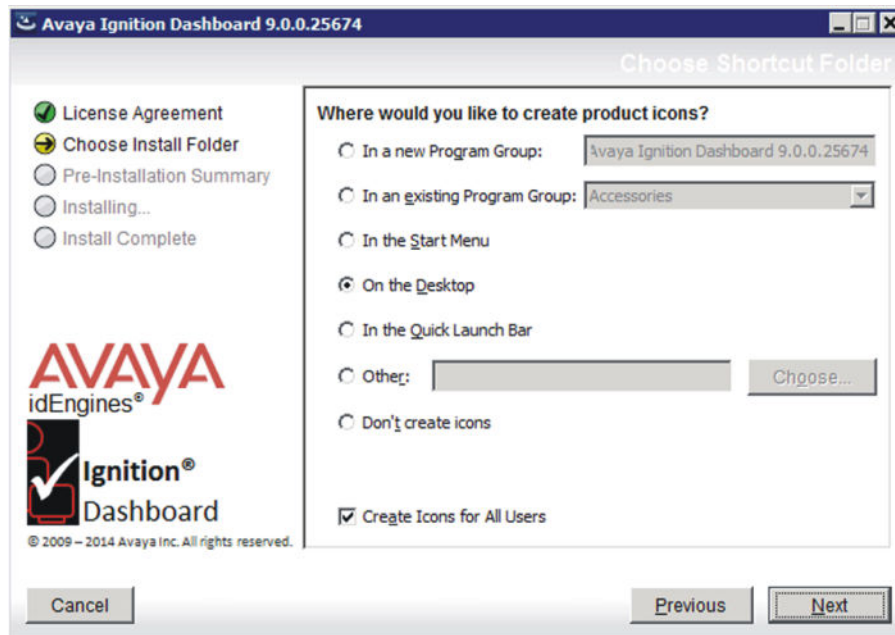 Avaya Ignition Dashboard 9.0.0.25674
Choose Shortcut Folder
License Agreement
Choose Install Folder
Pre-Installation Summary
Installing...
Install Complete
AVAYA
idEngines®
Ignition®
Dashboard
© 2009 – 2014 Avaya Inc. All rights reserved.
Where would you like to create product icons?
In a new Program Group: Avaya Ignition Dashboard 9.0.0.25674
In an existing Program Group: Accessories
In the Start Menu
On the Desktop
In the Quick Launch Bar
Other: Choose...
Don't create icons
Create Icons for All Users
Cancel Previous Next